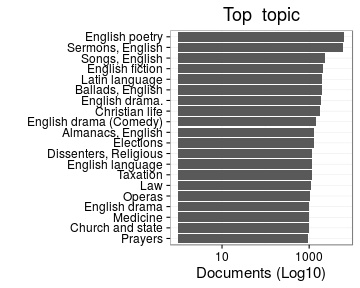 Top topic
English poetry
Sermons, English
Songs, English
English fiction
Latin language
Ballads, English
English drama.
Christian life
English drama (Comedy)
Almanacs, English
Elections
Dissenters, Religious
English language
Taxation
Law
Operas
English drama
Medicine
Church and state
Prayers
10 1000
Documents (Log10)